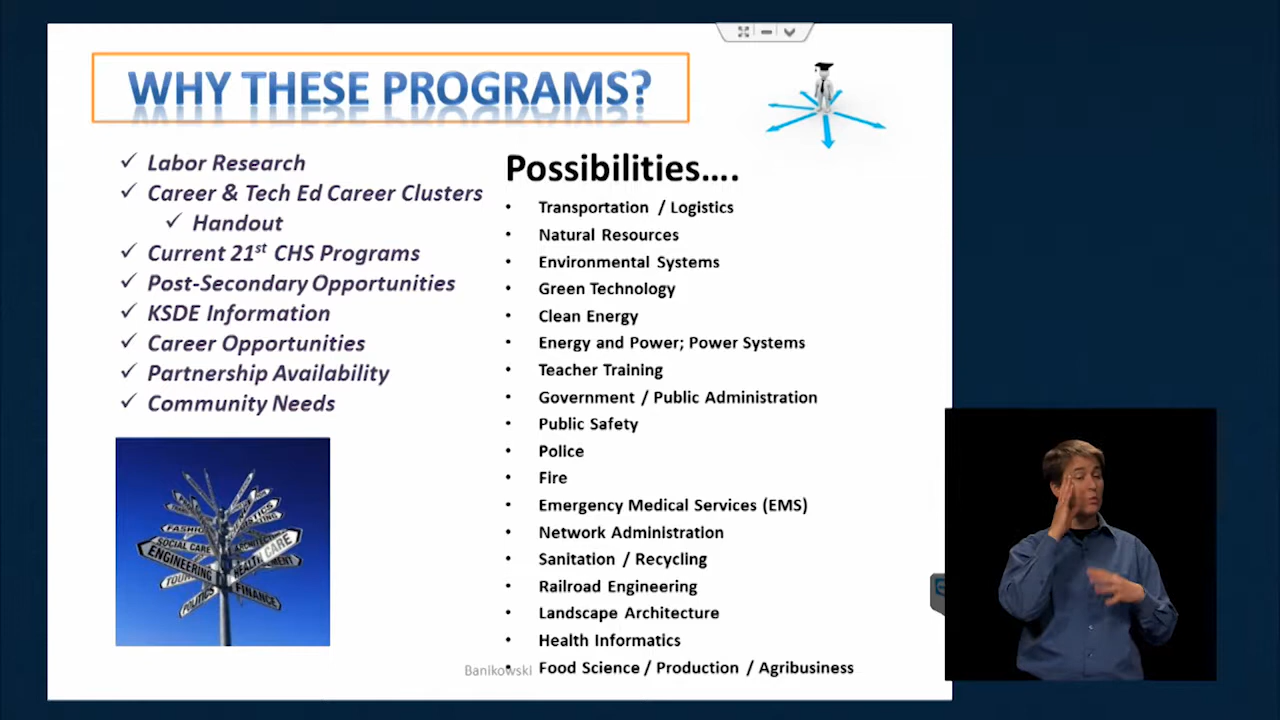 WHY THESE PROGRAMS?
✓ Labor Research
✓ Career & Tech Ed Career Clusters
✓ Handout
✓ Current 21st CHS Programs
✓ Post-Secondary Opportunities
✓ KSDE Information
✓ Career Opportunities
✓ Partnership Availability
✓ Community Needs
FASHION
SOCIAL CARE
ENGINEERING
POLITICS
HEALTH CARE
FINANCE
Possibilities....
• Transportation / Logistics
• Natural Resources
• Environmental Systems
• Green Technology
• Clean Energy
• Energy and Power; Power Systems
• Teacher Training
• Government / Public Administration
• Public Safety
• Police
• Fire
• Emergency Medical Services (EMS)
• Network Administration
• Sanitation / Recycling
• Railroad Engineering
• Landscape Architecture
• Health Informatics
• Food Science / Production / Agribusiness
Banikowski